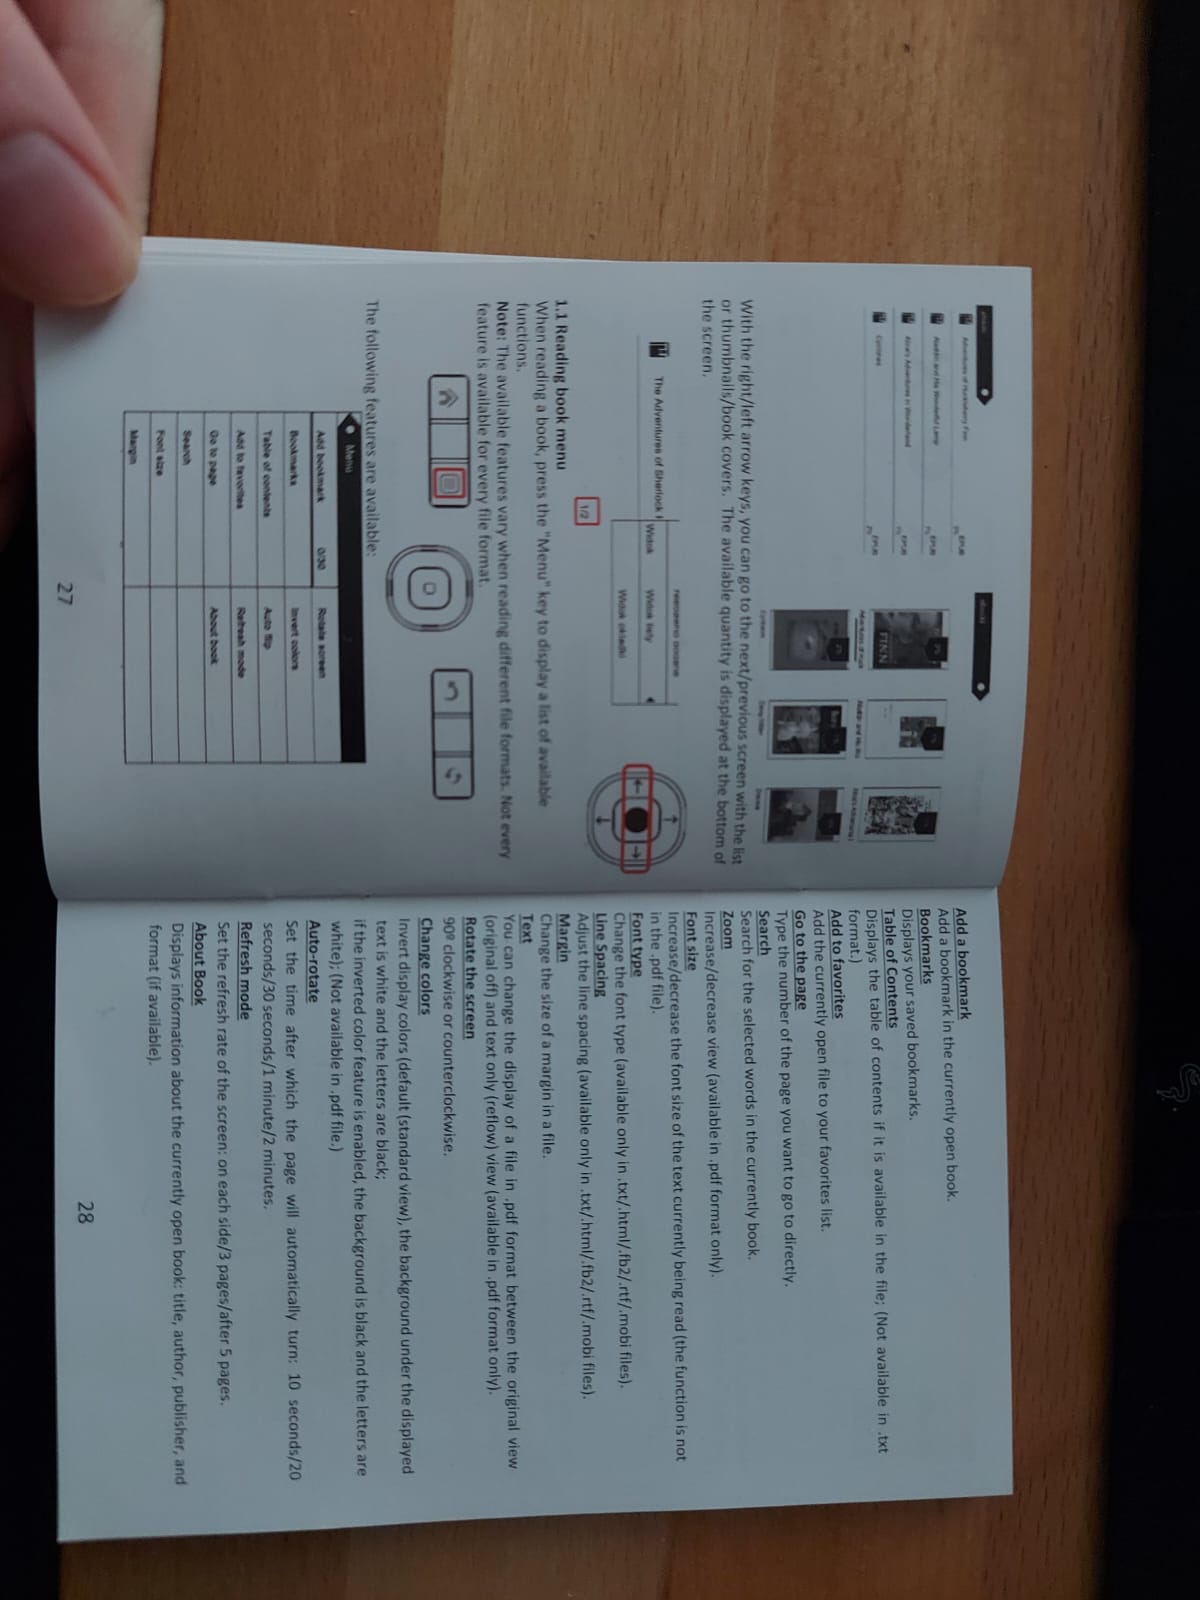 ebook
Adventures of Huckleberry Finn
EPUB
Aladdin and His Wonderful Lamp
EPUB
Alice's Adventures in Wonderland
EPUB
Cyclones
EPUB
FINN
With the right/left arrow keys, you can go to the next/previous screen with the list
or thumbnails/book covers. The available quantity is displayed at the bottom of
the screen.
The Adventures of Sherlock H
Widok
Widok listy
Widok okładki
1/2
1.1 Reading book menu
When reading a book, press the "Menu" key to display a list of available
functions.
Note: The available features vary when reading different file formats. Not every
feature is available for every file format.
The following features are available:
Menu
Add bookmark 0/30 Rotate screen
Bookmarks Invert colors
Table of contents Auto flip
Add to favorites Refresh mode
Go to page About book
Search
Font size
Margin
27
Add a bookmark
Add a bookmark in the currently open book.
Bookmarks
Displays your saved bookmarks.
Table of Contents
Displays the table of contents if it is available in the file; (Not available in .txt
format.)
Add to favorites
Add the currently open file to your favorites list.
Go to the page
Type the number of the page you want to go to directly.
Search
Search for the selected words in the currently book.
Zoom
Increase/decrease view (available in .pdf format only).
Font size
Increase/decrease the font size of the text currently being read (the function is not
in the .pdf file).
Font type
Change the font type (available only in .txt/.html/.fb2/.rtf/.mobi files).
Line Spacing
Adjust the line spacing (available only in .txt/.html/.fb2/.rtf/.mobi files).
Margin
Change the size of a margin in a file.
Text
You can change the display of a file in .pdf format between the original view
(original off) and text only (reflow) view (available in .pdf format only).
Rotate the screen
90º clockwise or counterclockwise.
Change colors
Invert display colors (default (standard view), the background under the displayed
text is white and the letters are black;
if the inverted color feature is enabled, the background is black and the letters are
white); (Not available in .pdf file.)
Auto-rotate
Set the time after which the page will automatically turn: 10 seconds/20
seconds/30 seconds/1 minute/2 minutes.
Refresh mode
Set the refresh rate of the screen: on each side/3 pages/after 5 pages.
About Book
Displays information about the currently open book: title, author, publisher, and
format (if available).
28